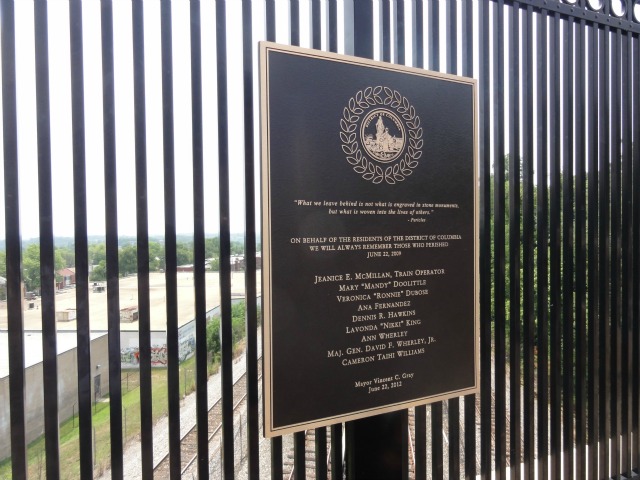 "What we leave behind is not what is engraved in stone monuments,
but what is woven into the lives of others."
- Pericles
ON BEHALF OF THE RESIDENTS OF THE DISTRICT OF COLUMBIA
WE WILL ALWAYS REMEMBER THOSE WHO PERISHED
JUNE 22, 2009
JEANICE E. MCMILLAN, TRAIN OPERATOR
MARY "MANDY" DOOLITTLE
VERONICA "RONNIE" DUBOSE
ANA FERNANDEZ
DENNIS R. HAWKINS
LAVONDA "NIKKI" KING
ANN WHERLEY
MAJ. GEN. DAVID F. WHERLEY, JR.
CAMERON TAIHI WILLIAMS
Mayor Vincent C. Gray
June 22, 2012